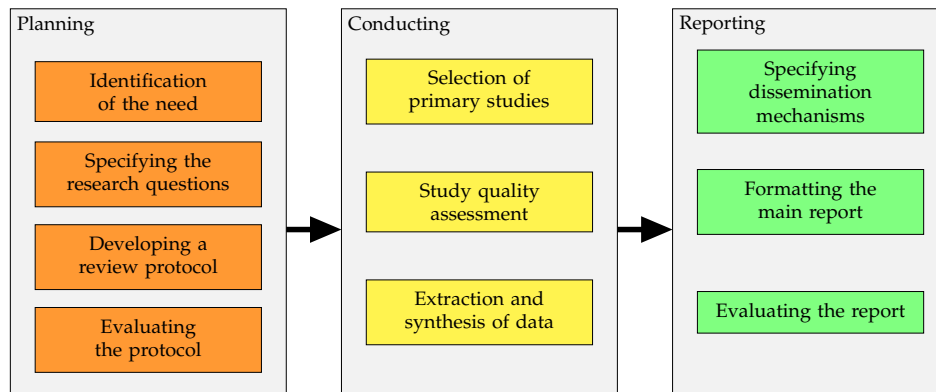 Planning
Identification
of the need
Specifying the
research questions
Developing a
review protocol
Evaluating
the protocol
Conducting
Selection of
primary studies
Study quality
assessment
Extraction and
synthesis of data
Reporting
Specifying
dissemination
mechanisms
Formatting the
main report
Evaluating the report